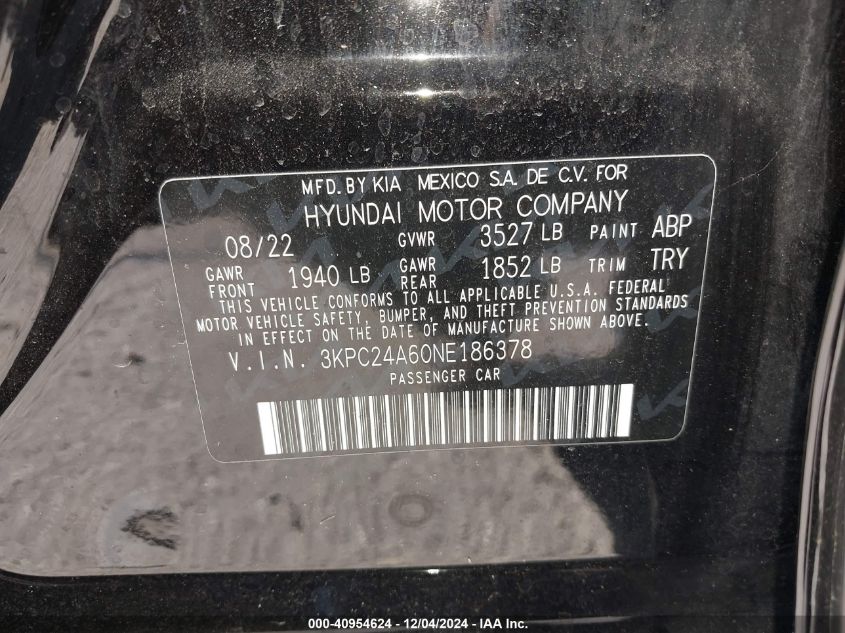 MFD. BY KIA MEXICO S.A. DE C.V. FOR
HYUNDAI MOTOR COMPANY
08/22 GVWR 3527 LB PAINT ABP
GAWR FRONT 1940 LB GAWR REAR 1852 LB TRIM TRY
THIS VEHICLE CONFORMS TO ALL APPLICABLE U.S.A. FEDERAL
MOTOR VEHICLE SAFETY, BUMPER, AND THEFT PREVENTION STANDARDS
IN EFFECT ON THE DATE OF MANUFACTURE SHOWN ABOVE.
V.I.N. 3KPC24A60NE186378
PASSENGER CAR
000-40954624 - 12/04/2024 - IAA Inc.